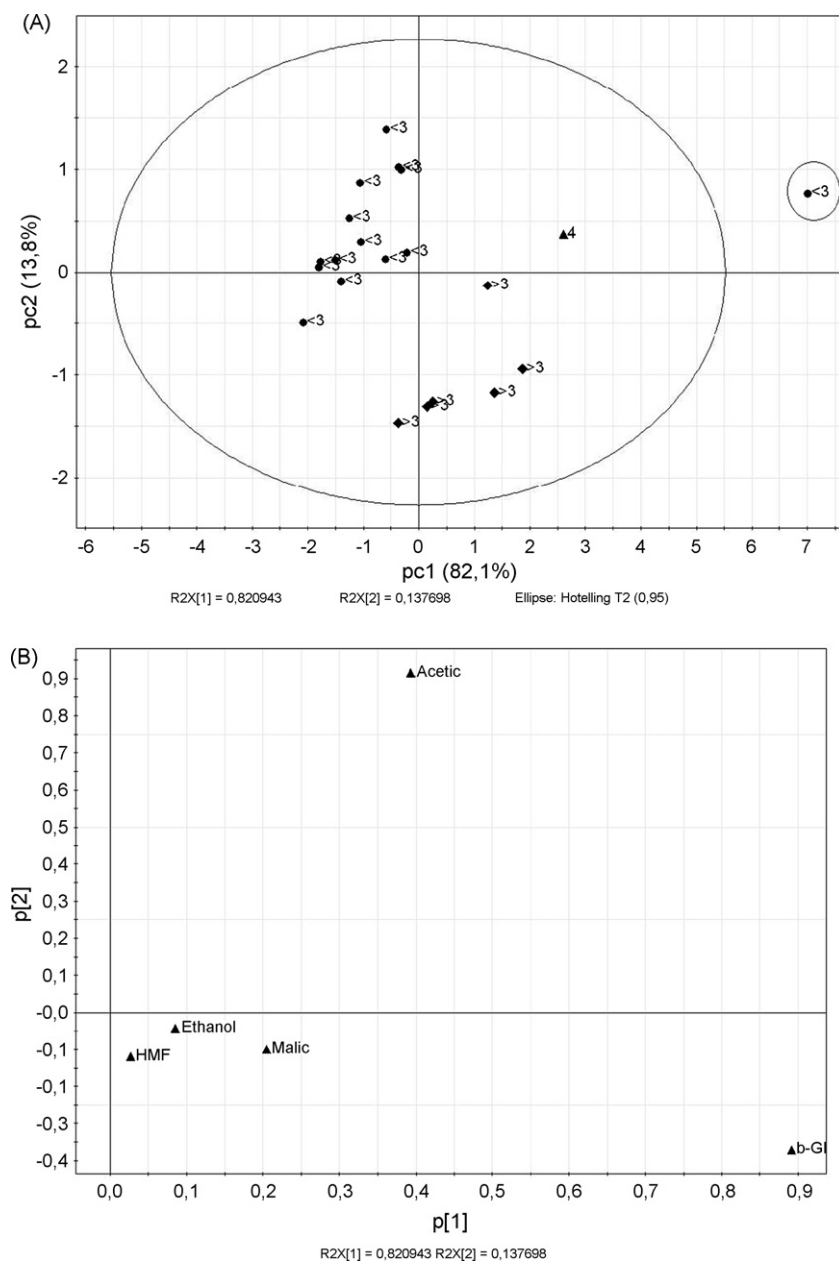 (A)
2
1
0
-1
-2
pc2 (13,8%)
<3
<3
<3
<3
<3
<3
<3
<3
<3
<3
<3
<3
<3
4
>3
>3
>3
>3
>3
>3
-6 -5 -4 -3 -2 -1 0 1 2 3 4 5 6 7
pc1 (82,1%)
R2X[1] = 0,820943 R2X[2] = 0,137698 Ellipse: Hotelling T2 (0,95)
(B)
0,9
0,8
0,7
0,6
0,5
0,4
0,3
0,2
0,1
-0,0
-0,1
-0,1
-0,3
-0,4
p[2]
Acetic
Ethanol
HMF
Malic
b-Gl
0,0 0,1 0,2 0,3 0,4 0,5 0,6 0,7 0,8 0,9
p[1]
R2X[1] = 0,820943 R2X[2] = 0,137698